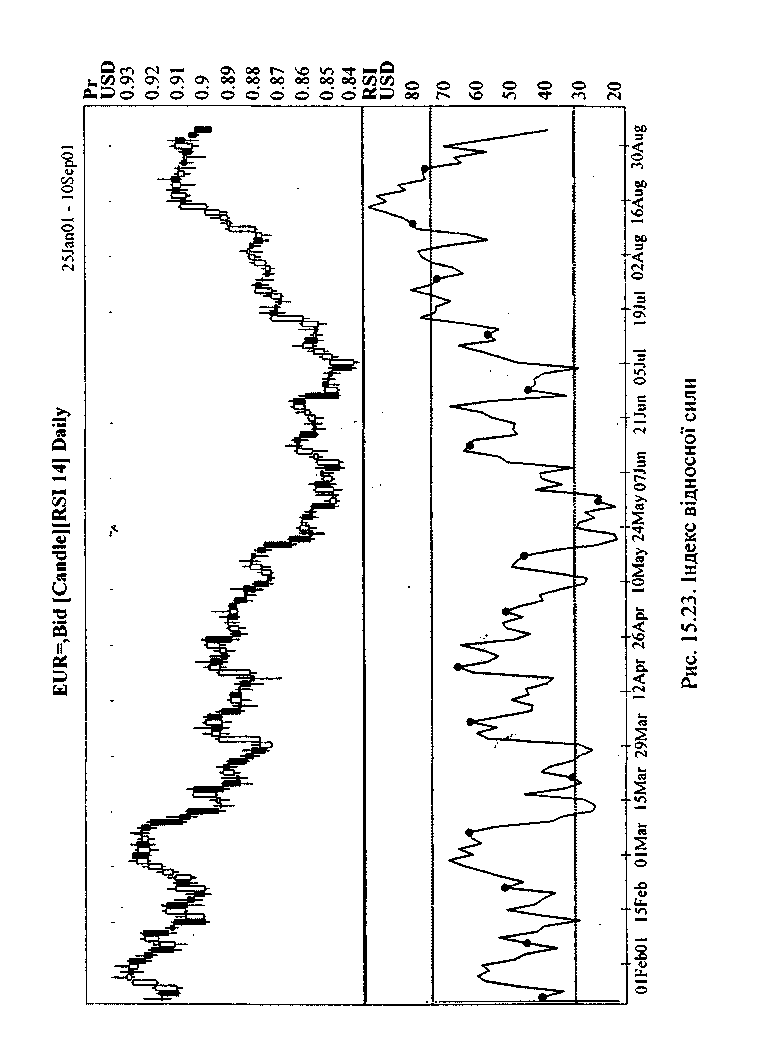 EUR=,Bid [Candle][RSI 14] Daily
25Jan01 - 10Sep01
Pr
USD
0.93
0.92
0.91
0.9
0.89
0.88
0.87
0.86
0.85
0.84
RSI
USD
80
70
60
50
40
30
20
01Feb01 15Feb 01Mar 15Mar 29Mar 12Apr 26Apr 10May 24May 07Jun 21Jun 05Jul 19Jul 02Aug 16Aug 30Aug
Рис. 15.23. Індекс відносної сили